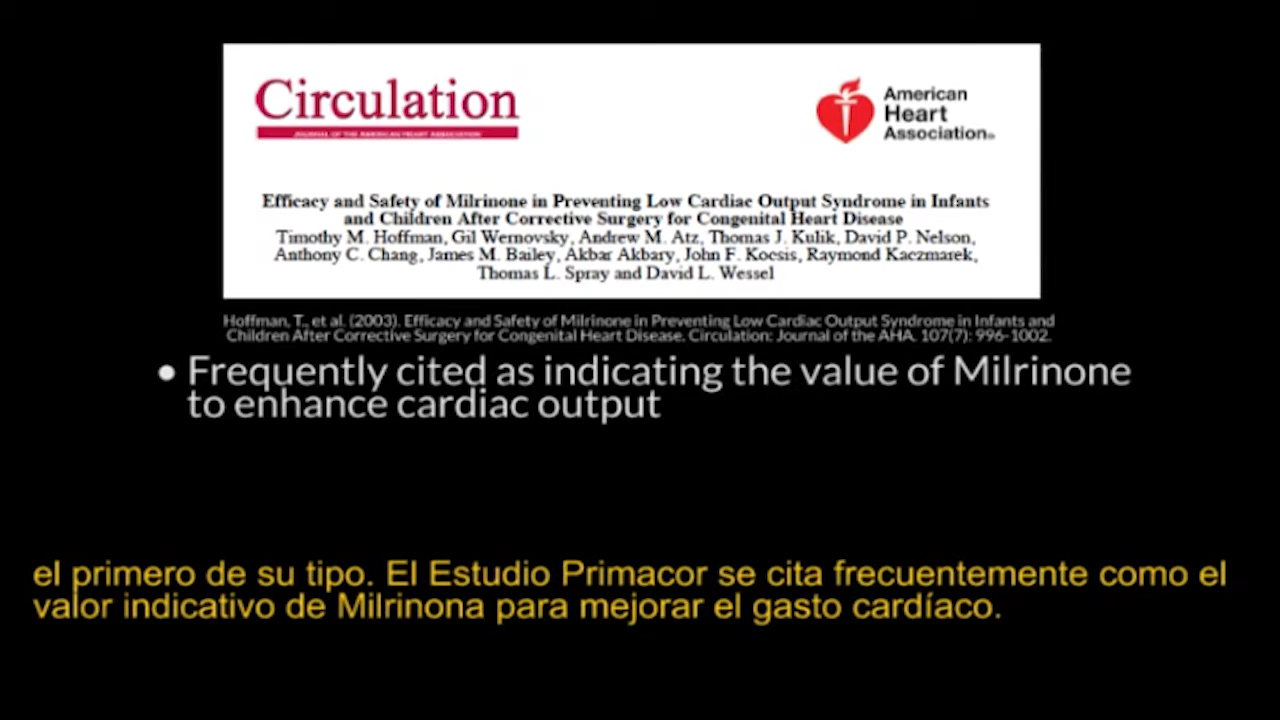 Circulation
JOURNAL OF THE AMERICAN HEART ASSOCIATION
American
Heart
Association®
Efficacy and Safety of Milrinone in Preventing Low Cardiac Output Syndrome in Infants
and Children After Corrective Surgery for Congenital Heart Disease
Timothy M. Hoffman, Gil Wernovsky, Andrew M. Atz, Thomas J. Kulik, David P. Nelson,
Anthony C. Chang, James M. Bailey, Akbar Akbary, John F. Kocsis, Raymond Kaczmarek,
Thomas L. Spray and David L. Wessel
Hoffman, T., et al. (2003). Efficacy and Safety of Milrinone in Preventing Low Cardiac Output Syndrome in Infants and
Children After Corrective Surgery for Congenital Heart Disease. Circulation: Journal of the AHA. 107(7): 996-1002.
• Frequently cited as indicating the value of Milrinone
to enhance cardiac output
el primero de su tipo. El Estudio Primacor se cita frecuentemente como el
valor indicativo de Milrinona para mejorar el gasto cardíaco.